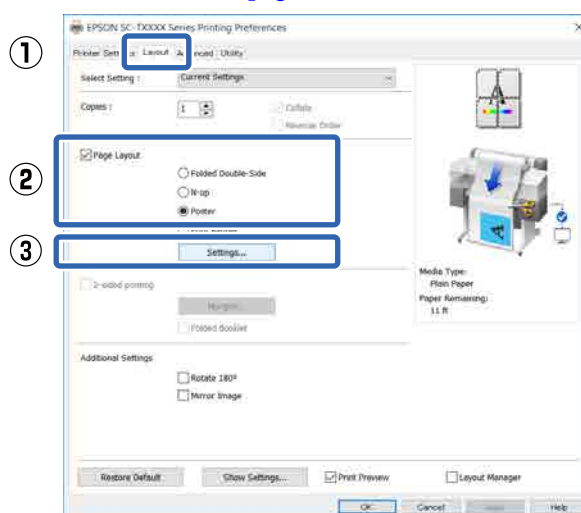 EPSON SC-TXXXX Series Printing Preferences
1
Printer Layout Utility
Select Setting : Current Settings
Copies : 1 Collate
Reverse Order
2
Page Layout
Folded Double-Side
N-up
Poster
3
Settings...
2-sided printing
Folded Booklet
Media Type:
Plain Paper
Paper Remaining:
11 ft
Additional Settings
Rotate 180°
Mirror Image
Restore Default Show Settings... Print Preview Layout Manager
OK Cancel Help